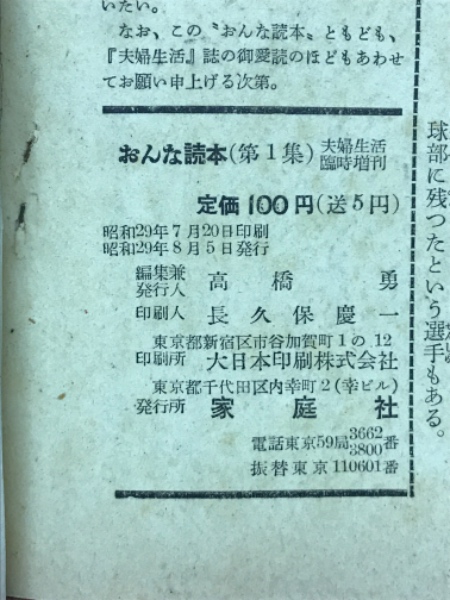 いたい。
なお、この〝おんな読本〟ともども、
『夫婦生活』誌の御愛読のほどもあわせ
てお願い申上げる次第。
おんな読本(第1集)夫婦生活
臨時増刊
定価100円(送5円)
昭和29年7月20日印刷
昭和29年8月5日発行
編集兼
発行人 高橋勇
印刷人 長久保慶一
東京都新宿区市谷加賀町1の12
印刷所 大日本印刷株式会社
東京都千代田区内幸町2(幸ビル)
発行所 家庭社
電話東京59局3662
3800番
振替東京110601番
球部に残つたという選手もある。